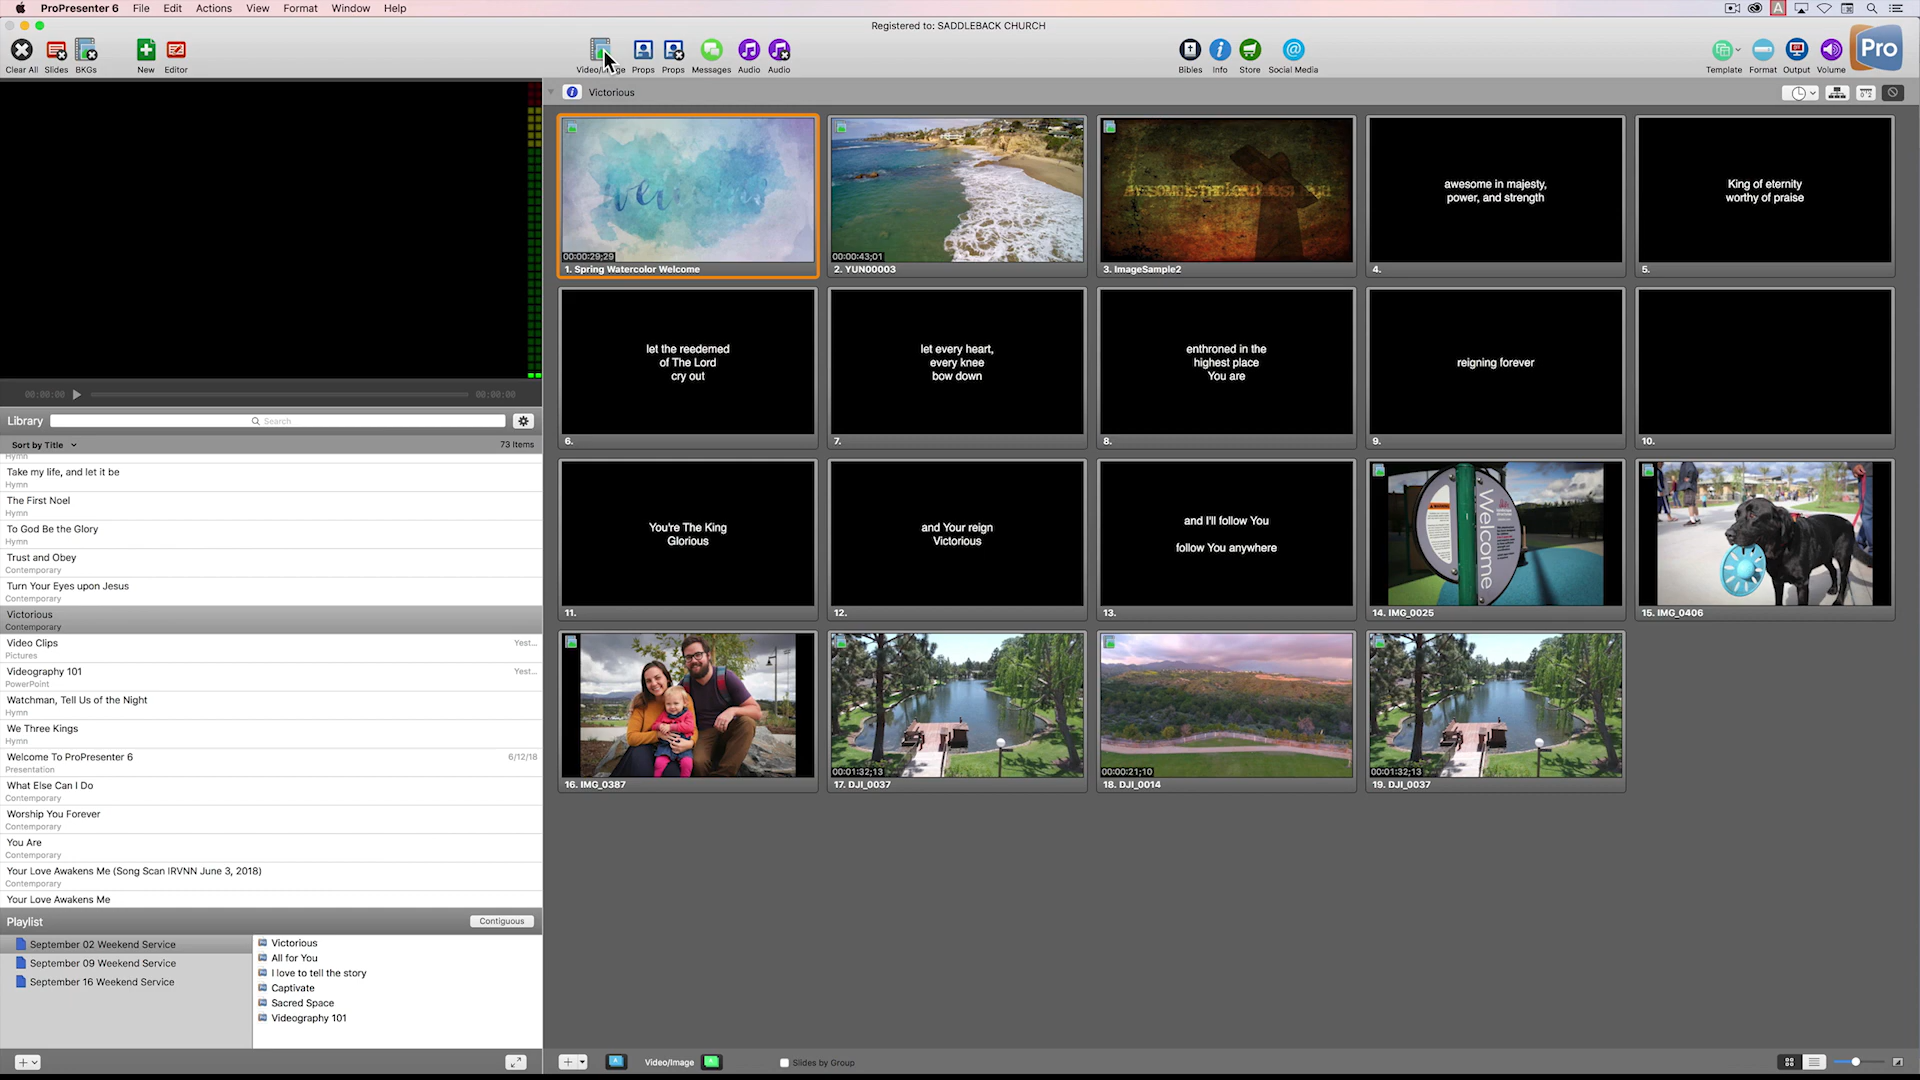 ProPresenter 6 File Edit Actions View Format Window Help
Registered to: SADDLEBACK CHURCH
Clear All Slides BKGs New Editor
Video/Image Props Props Messages Audio Audio
Bibles Info Store Social Media
Template Format Output Volume
Pro
Victorious
00:00:29;29
1. Spring Watercolor Welcome
00:00:43;01
2. YUN00003
3. ImageSample2
awesome in majesty,
power, and strength
4.
King of eternity
worthy of praise
5.
let the reedemed
of The Lord
cry out
6.
let every heart,
every knee
bow down
7.
enthroned in the
highest place
You are
8.
reigning forever
9.
10.
You're The King
Glorious
11.
and Your reign
Victorious
12.
and I'll follow You
follow You anywhere
13.
Welcome
14. IMG_0025
15. IMG_0406
16. IMG_0387
00:01:32;13
17. DJI_0037
00:00:21;10
18. DJI_0014
00:01:32;13
19. DJI_0037
00:00:00
00:00:00
Library
Search
Sort by Title
73 Items
Hymn
Take my life, and let it be
Hymn
The First Noel
Hymn
To God Be the Glory
Hymn
Trust and Obey
Contemporary
Turn Your Eyes upon Jesus
Contemporary
Victorious
Contemporary
Video Clips Yest...
Pictures
Videography 101 Yest...
PowerPoint
Watchman, Tell Us of the Night
Hymn
We Three Kings
Hymn
Welcome To ProPresenter 6 6/12/18
Presentation
What Else Can I Do
Contemporary
Worship You Forever
Contemporary
You Are
Contemporary
Your Love Awakens Me (Song Scan IRVNN June 3, 2018)
Contemporary
Your Love Awakens Me
Playlist
Contiguous
September 02 Weekend Service
September 09 Weekend Service
September 16 Weekend Service
Victorious
All for You
I love to tell the story
Captivate
Sacred Space
Videography 101
Video/Image
Slides by Group